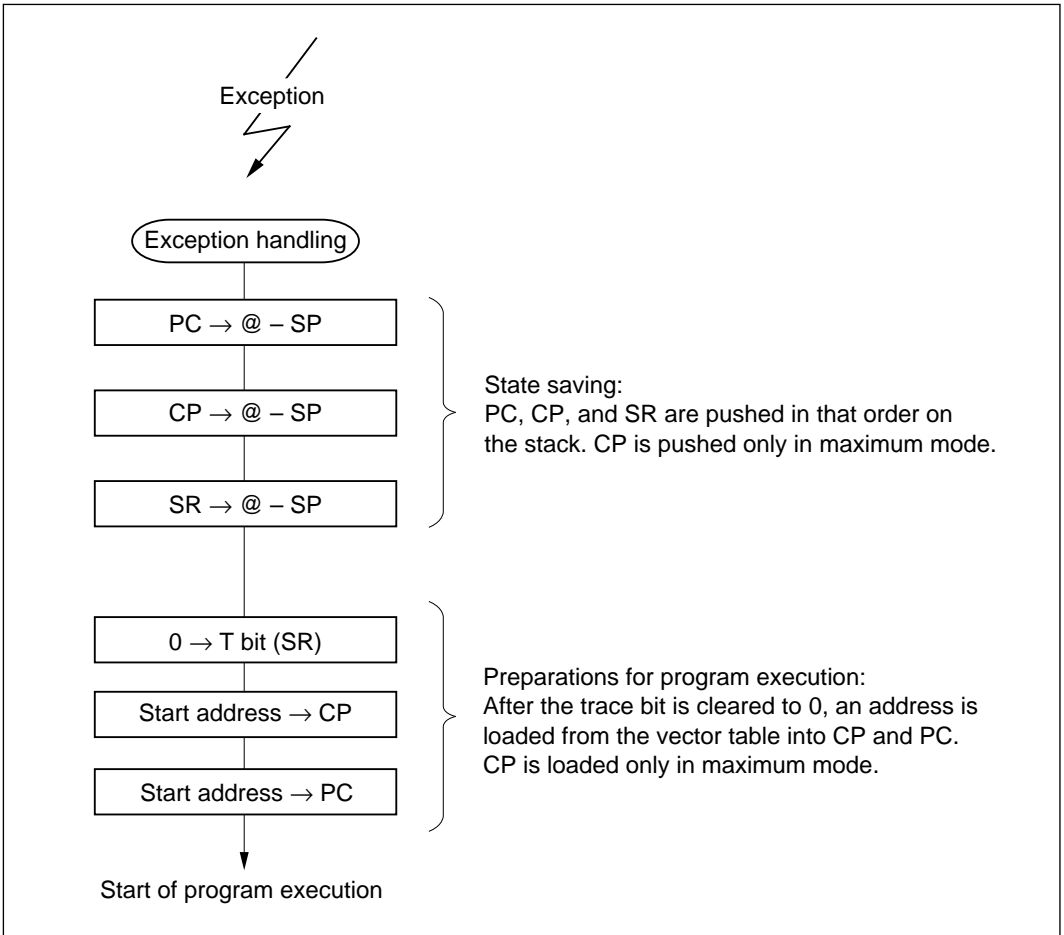 Exception
Exception handling
PC → @ – SP
CP → @ – SP
SR → @ – SP
State saving:
PC, CP, and SR are pushed in that order on
the stack. CP is pushed only in maximum mode.
0 → T bit (SR)
Start address → CP
Start address → PC
Preparations for program execution:
After the trace bit is cleared to 0, an address is
loaded from the vector table into CP and PC.
CP is loaded only in maximum mode.
Start of program execution